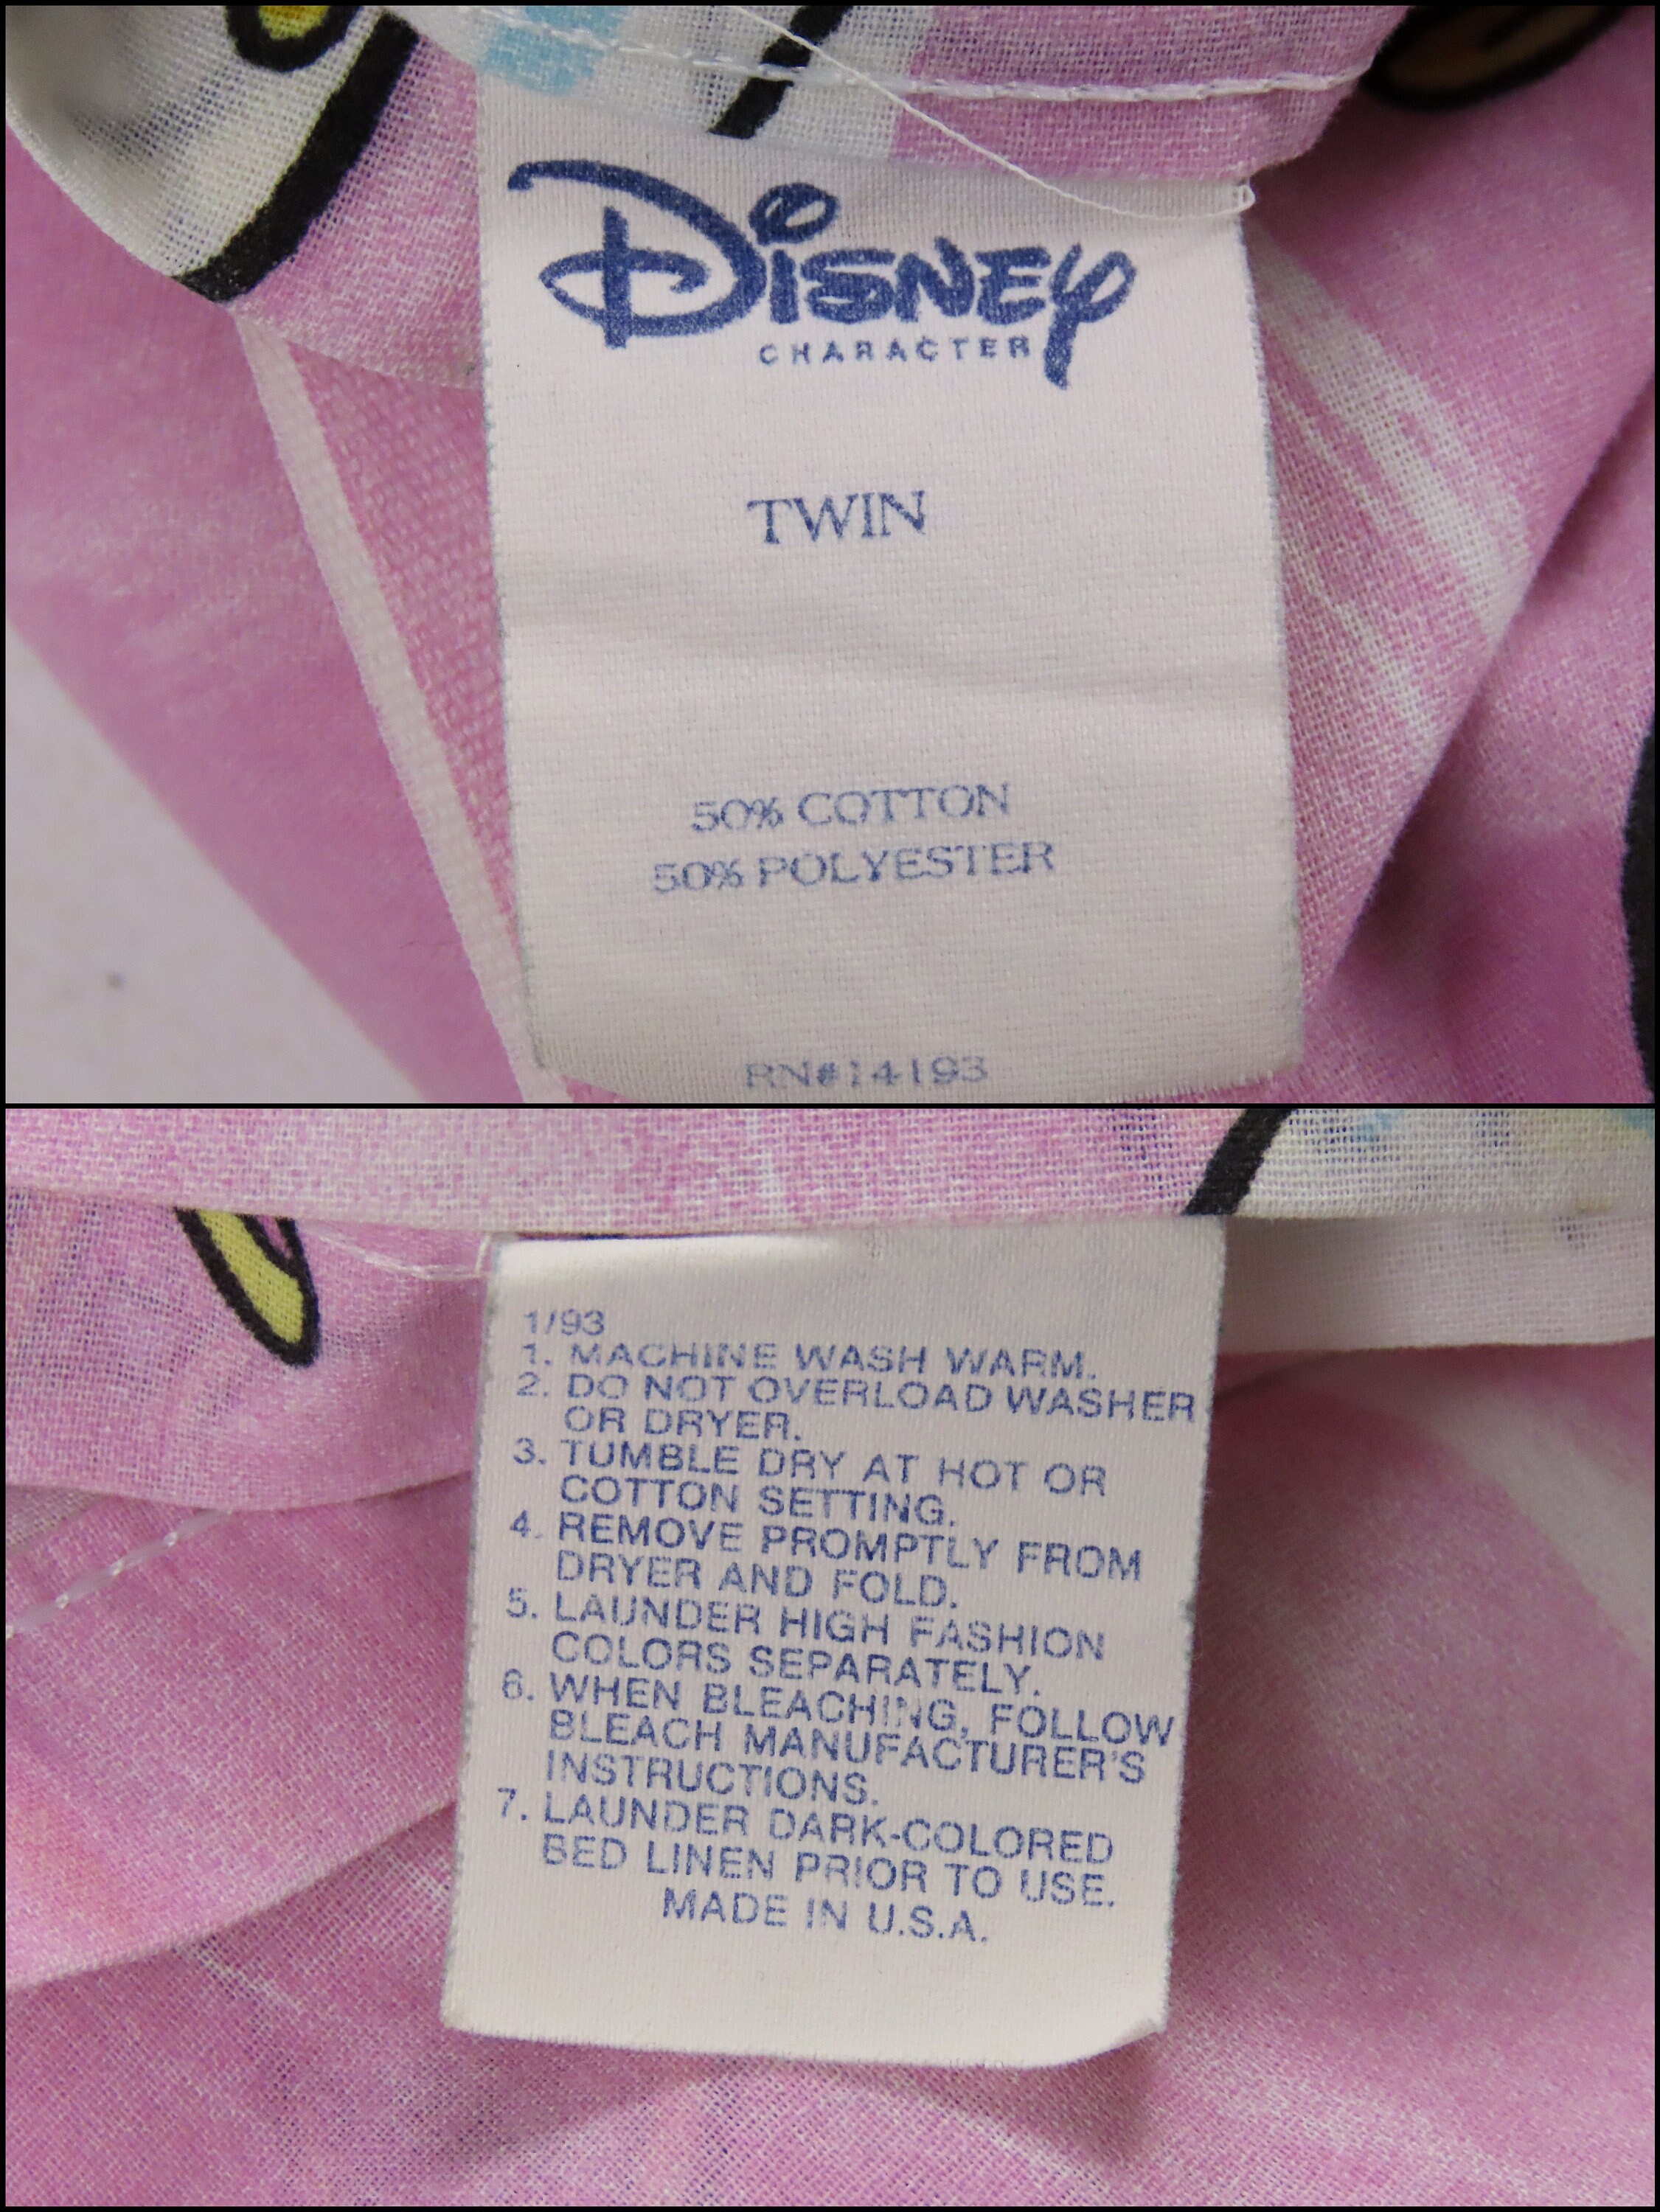 Disney
CHARACTER
TWIN
50% COTTON
50% POLYESTER
RN#14193
1/93
1. MACHINE WASH WARM.
2. DO NOT OVERLOAD WASHER
OR DRYER.
3. TUMBLE DRY AT HOT OR
COTTON SETTING.
4. REMOVE PROMPTLY FROM
DRYER AND FOLD.
5. LAUNDER HIGH FASHION
COLORS SEPARATELY.
6. WHEN BLEACHING, FOLLOW
BLEACH MANUFACTURER'S
INSTRUCTIONS.
7. LAUNDER DARK-COLORED
BED LINEN PRIOR TO USE.
MADE IN U.S.A.